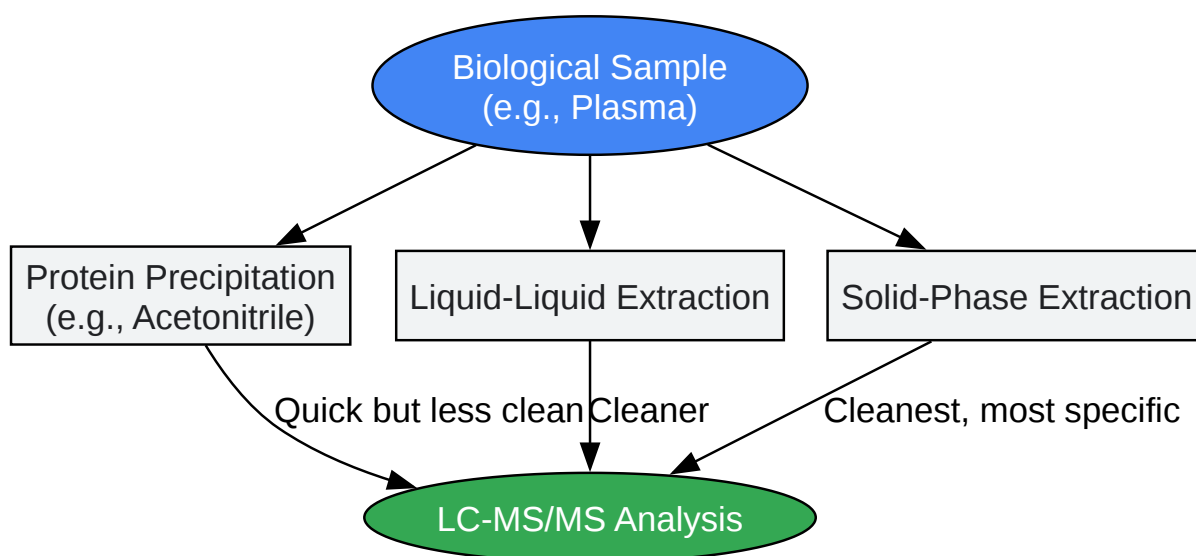 Biological Sample
(e.g., Plasma)
Protein Precipitation
(e.g., Acetonitrile)
Liquid-Liquid Extraction
Solid-Phase Extraction
Quick but less clean
Cleaner
Cleanest, most specific
LC-MS/MS Analysis